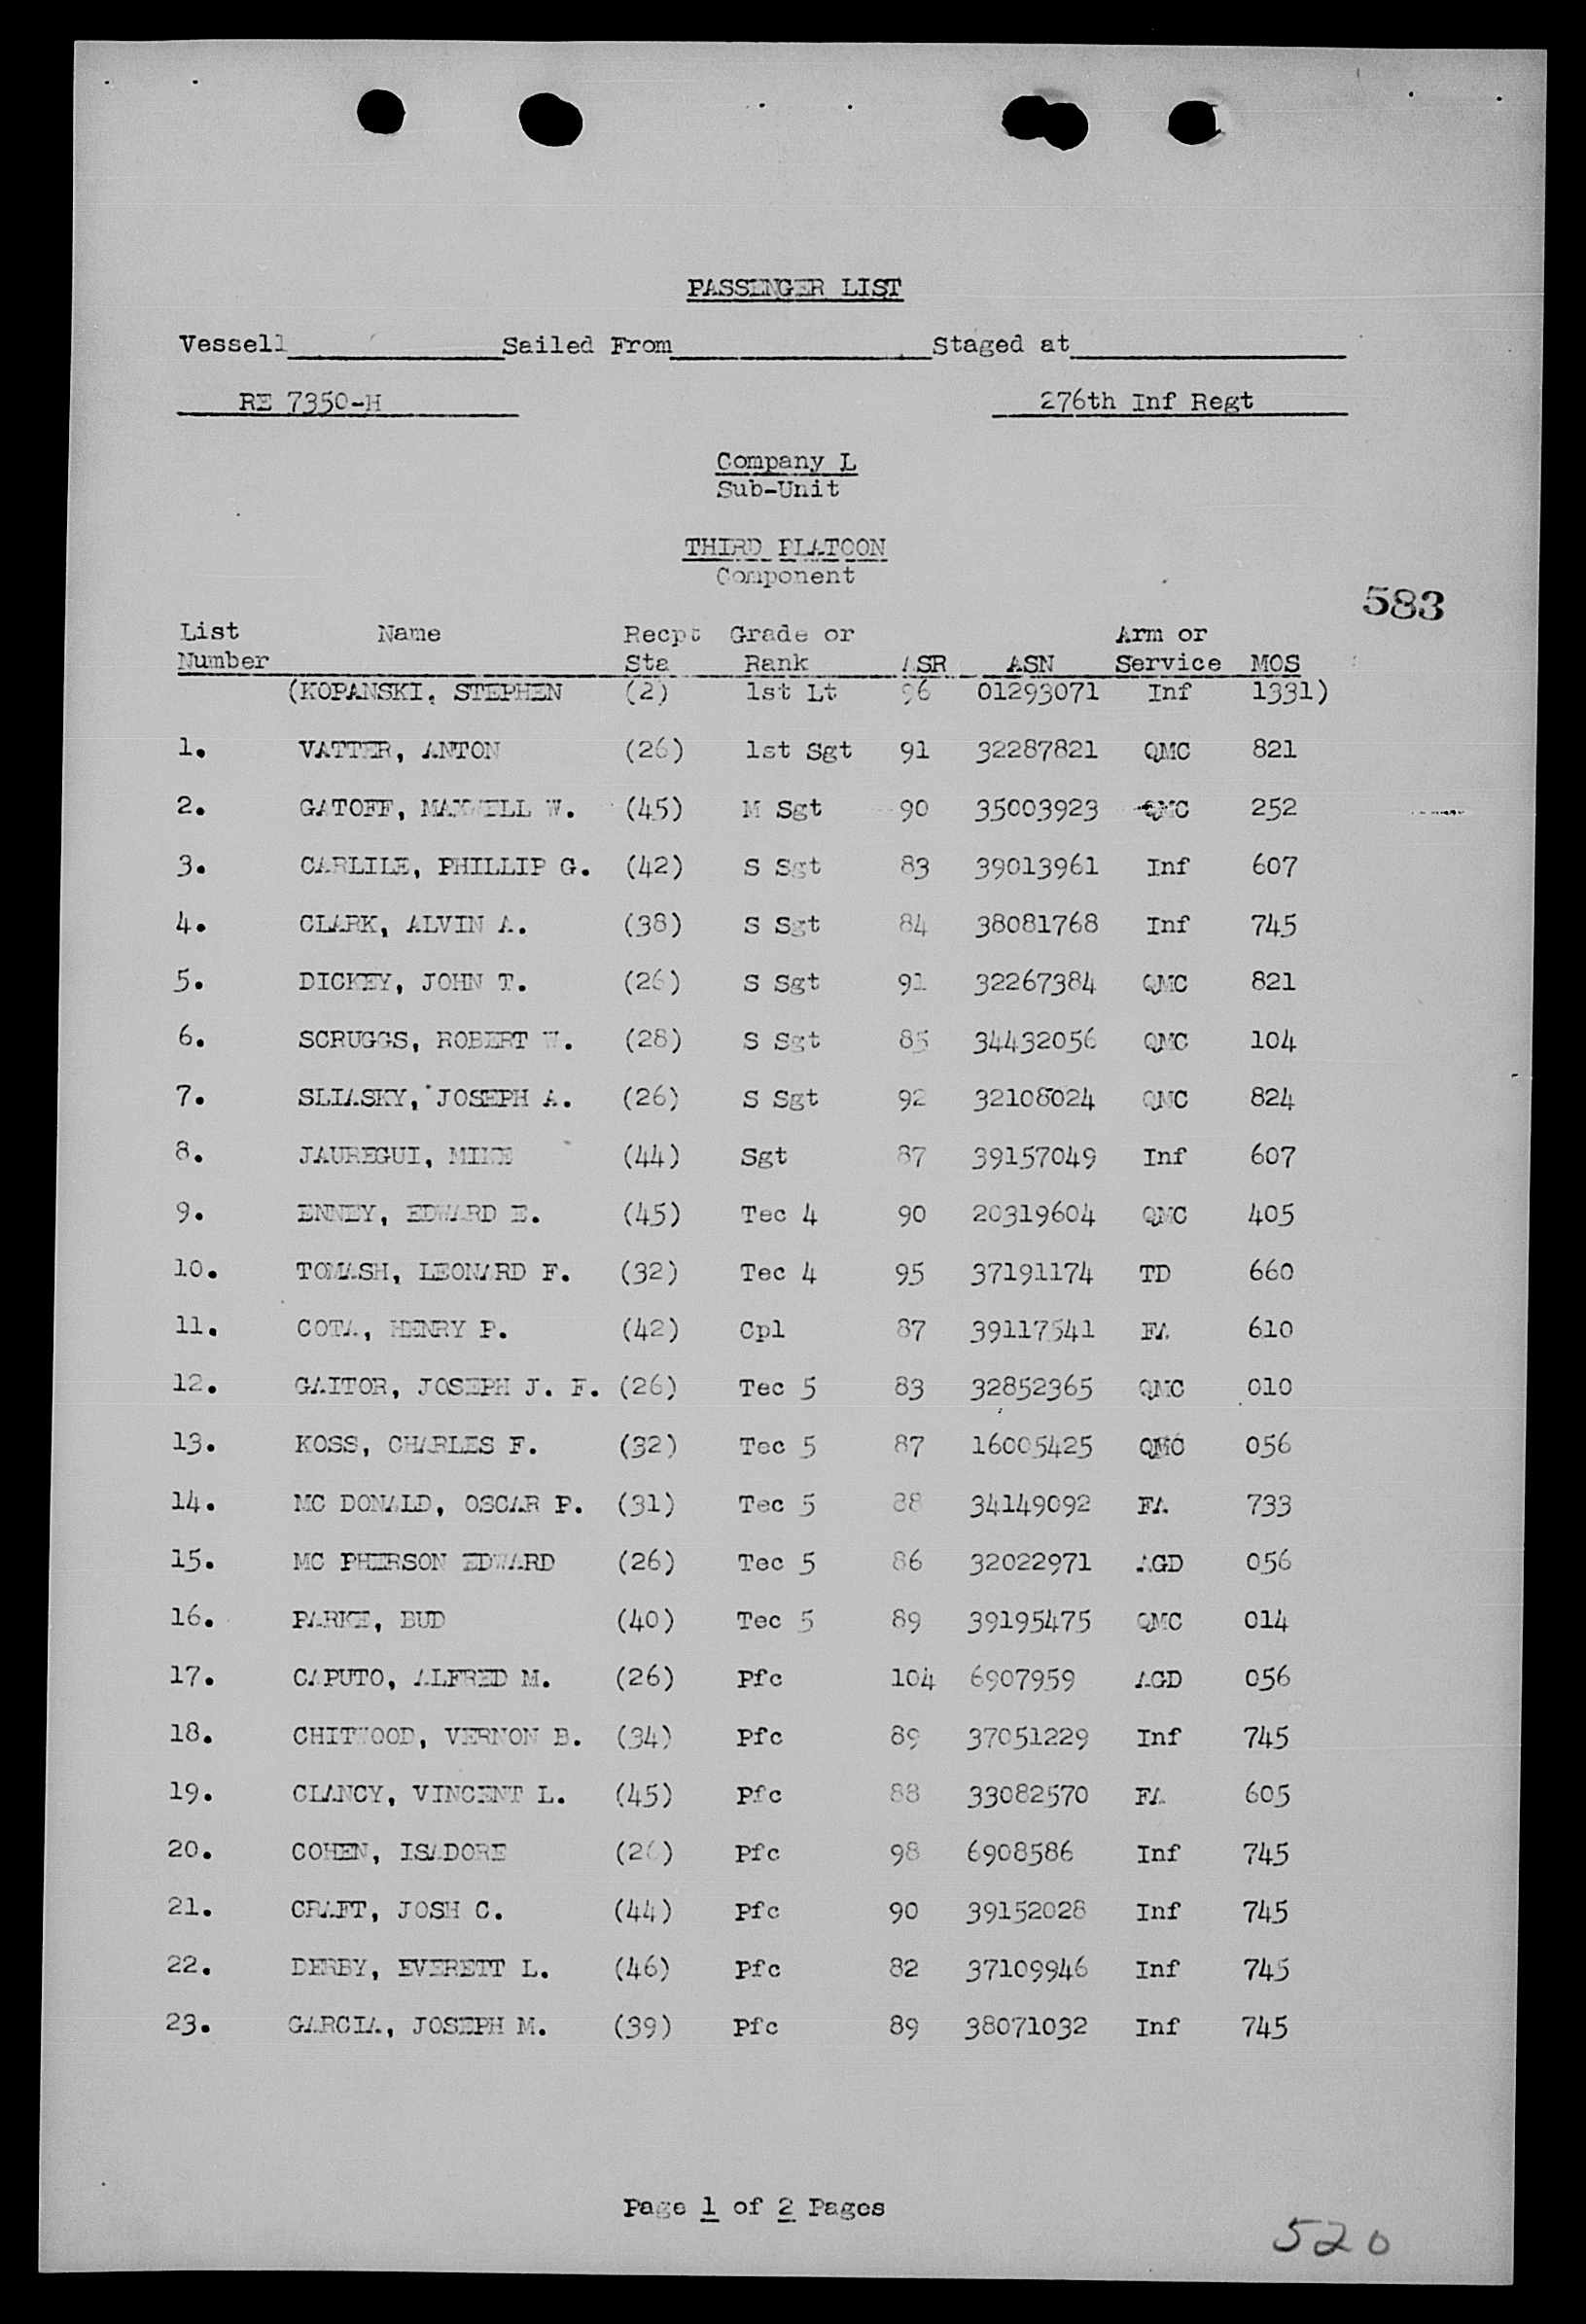 PASSENGER LIST
Vessell Sailed From Staged at
RE 7350-H 276th Inf Regt
Company L
Sub-Unit
THIRD PLATOON
Component
583
List Name Recpt Grade or Arm or
Number Sta Rank ASR ASN Service MOS
(KOPANSKI, STEPHEN (2) 1st Lt 96 01293071 Inf 1331)
1. VATTER, ANTON (26) 1st Sgt 91 32287821 QMC 821
2. GATOFF, MAXWELL W. (45) M Sgt 90 35003923 QMC 252
3. CARLILE, PHILLIP G. (42) S Sgt 83 39013961 Inf 607
4. CLARK, ALVIN A. (38) S Sgt 84 38081768 Inf 745
5. DICKEY, JOHN T. (26) S Sgt 91 32267384 QMC 821
6. SCRUGGS, ROBERT W. (28) S Sgt 85 34432056 QMC 104
7. SLIASKY, JOSEPH A. (26) S Sgt 92 32108024 QMC 824
8. JAUREGUI, MIKE (44) Sgt 87 39157049 Inf 607
9. ENNEY, EDWARD E. (45) Tec 4 90 20319604 QMC 405
10. TOMASH, LEONARD F. (32) Tec 4 95 37191174 TD 660
11. COTA, HENRY P. (42) Cpl 87 39117541 FA 610
12. GAITOR, JOSEPH J. F. (26) Tec 5 83 32852365 QMC 010
13. KOSS, CHARLES F. (32) Tec 5 87 16005425 QMC 056
14. MC DONALD, OSCAR P. (31) Tec 5 88 34149092 FA 733
15. MC PHERSON EDWARD (26) Tec 5 86 32022971 AGD 056
16. PARKE, BUD (40) Tec 5 89 39195475 QMC 014
17. CAPUTO, ALFRED M. (26) Pfc 104 6907959 AGD 056
18. CHITWOOD, VERNON B. (34) Pfc 89 37051229 Inf 745
19. CLANCY, VINCENT L. (45) Pfc 88 33082570 FA 605
20. COHEN, ISADORE (26) Pfc 98 6908586 Inf 745
21. CRAFT, JOSH C. (44) Pfc 90 39152028 Inf 745
22. DERBY, EVERETT L. (46) Pfc 82 37109946 Inf 745
23. GARCIA, JOSEPH M. (39) Pfc 89 38071032 Inf 745
Page 1 of 2 Pages
520